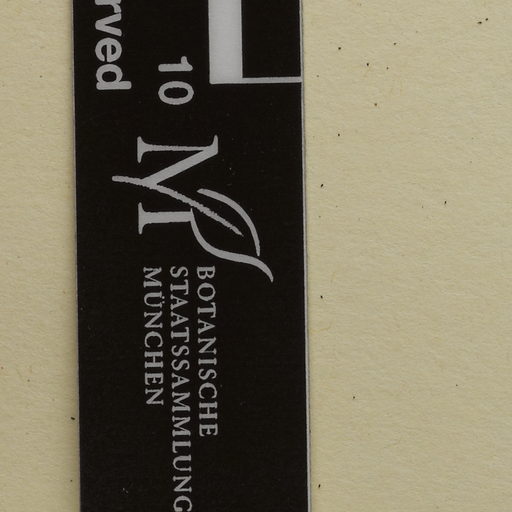 10
rved
M
BOTANISCHE
STAATSSAMMLUNG
MÜNCHEN